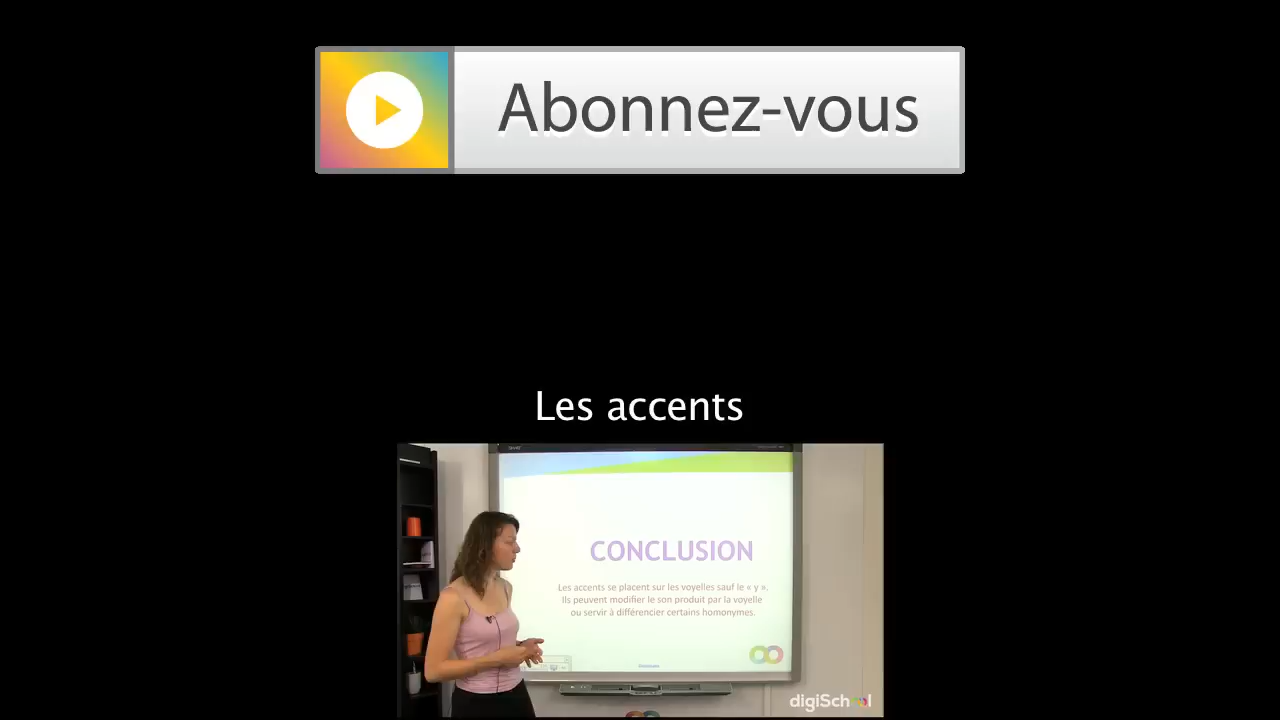 Abonnez-vous
Les accents
CONCLUSION
Les accents se placent sur les voyelles sauf le « y ».
Ils peuvent modifier le son produit par la voyelle
ou servir à différencier certains homonymes.
digiSchool